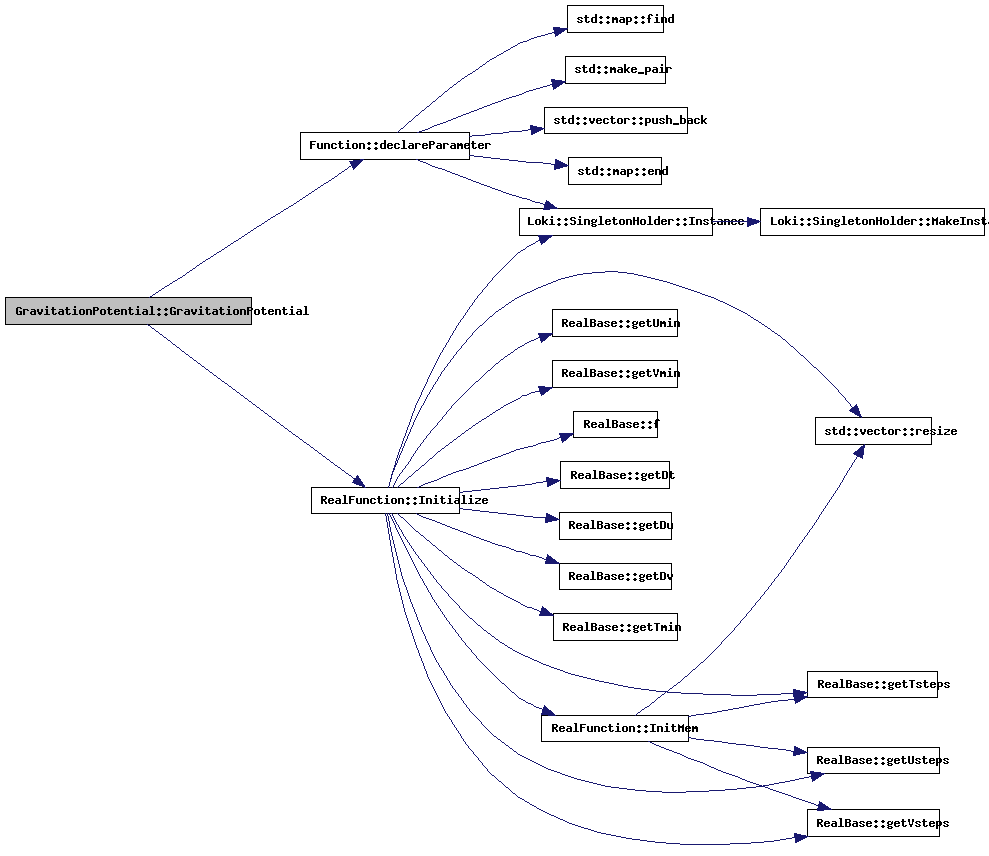 std::map::find
std::make_pair
std::vector::push_back
Function::declareParameter
std::map::end
Loki::SingletonHolder::Instance
Loki::SingletonHolder::MakeInst
GravitationPotential::GravitationPotential
RealBase::getUmin
RealBase::getVmin
RealBase::f
std::vector::resize
RealBase::getDt
RealFunction::Initialize
RealBase::getDu
RealBase::getDv
RealBase::getTmin
RealBase::getTsteps
RealFunction::InitMem
RealBase::getUsteps
RealBase::getVsteps